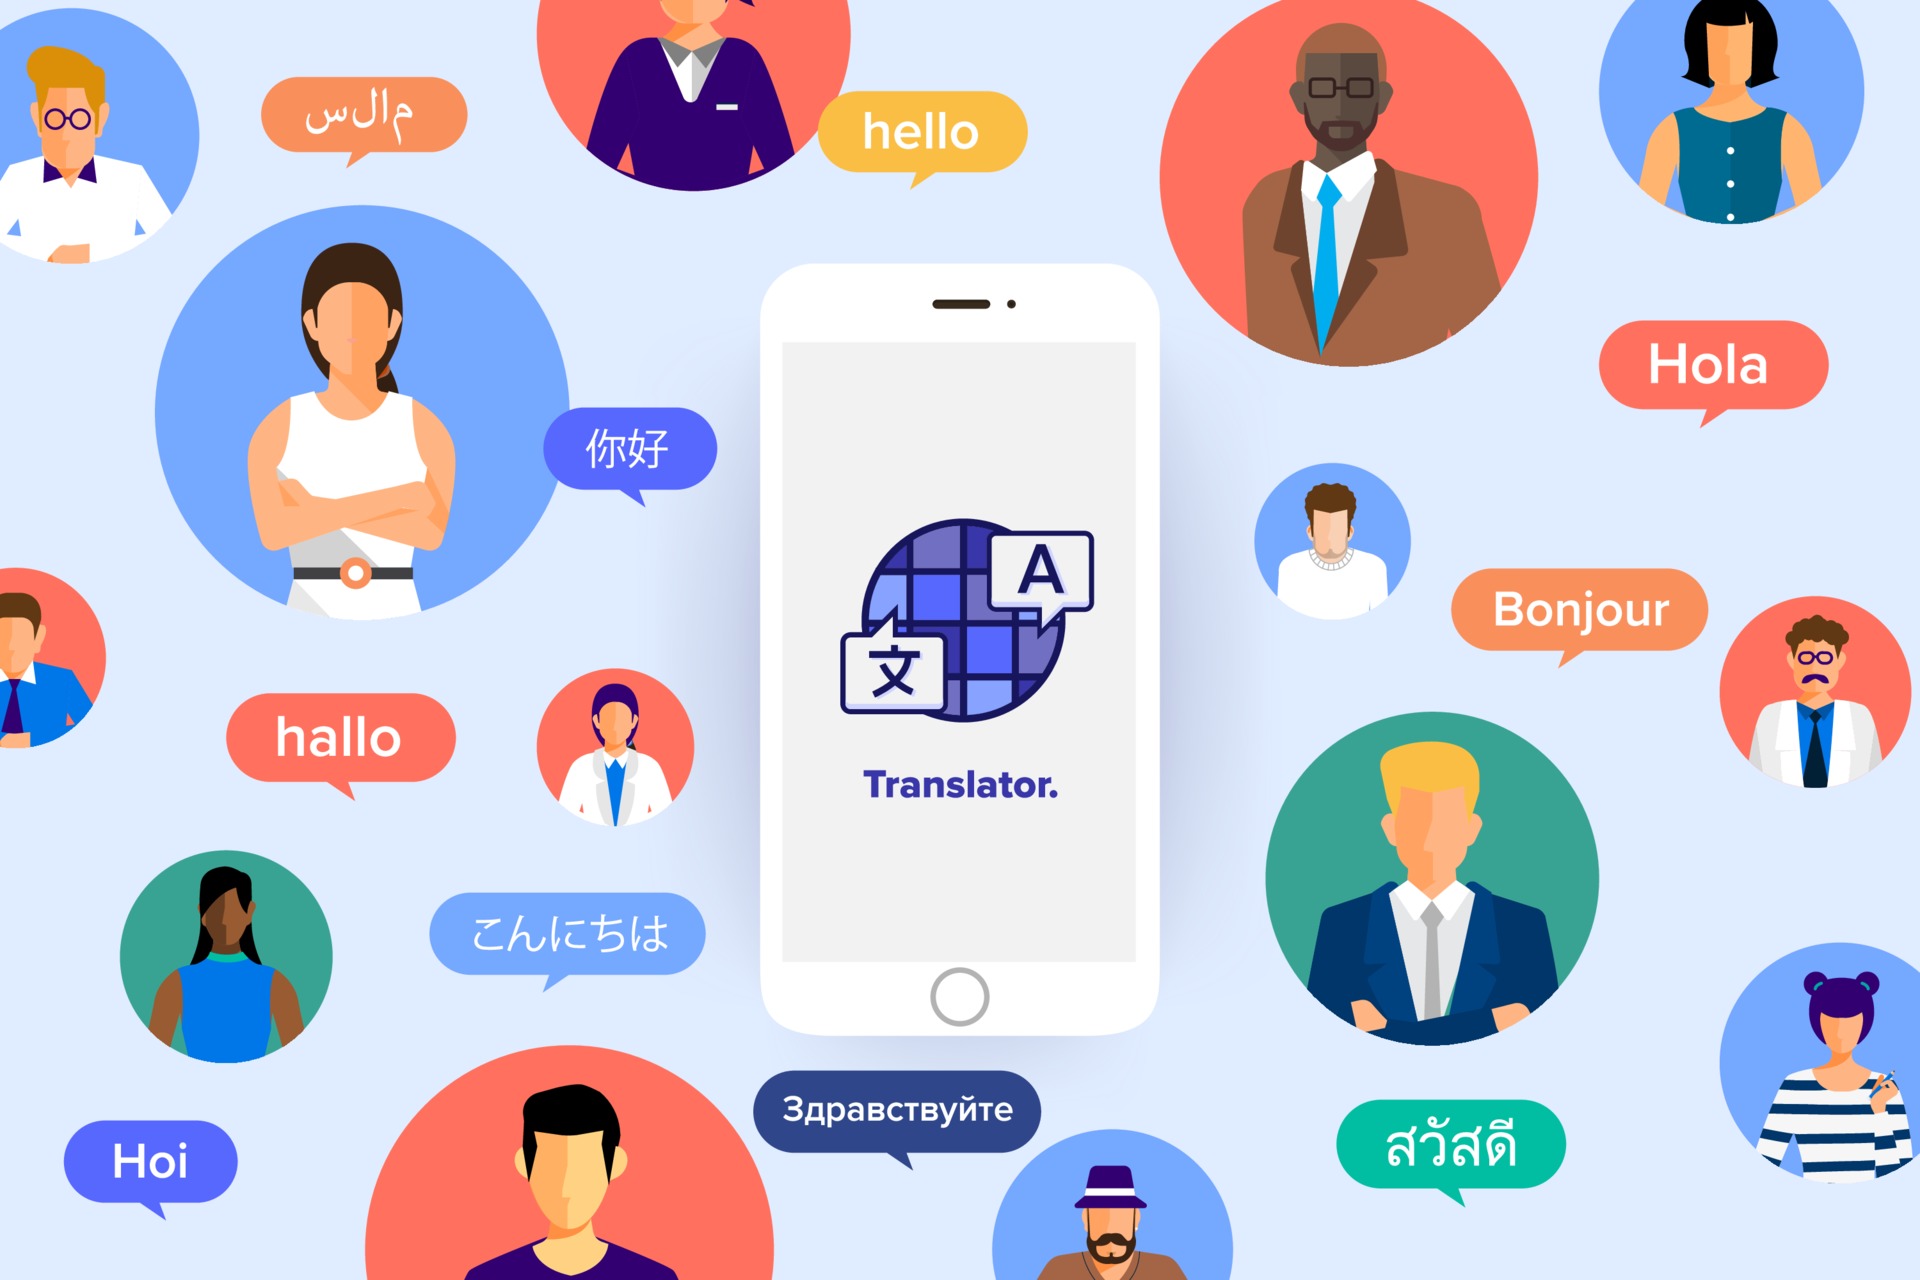 مالس
hello
Hola
你好
A
文
Translator.
Bonjour
hallo
こんにちは
Здравствуйте
Hoi
สวัสดี